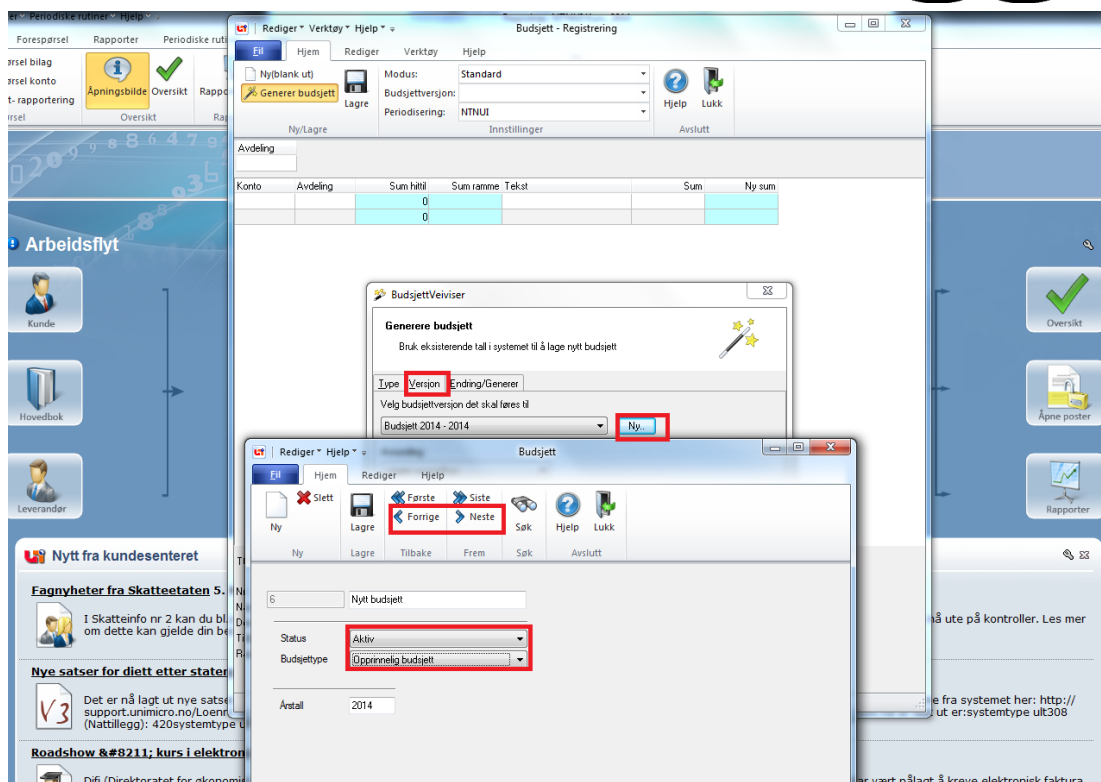 Periodiske rutiner Hjelp
Forespørsel Rapporter Periodiske ruti
ørsel bilag
ørsel konto
t- rapportering
Åpningsbilde Oversikt Rappo
rsel Oversikt Rap
Rediger Verktøy Hjelp Budsjett - Registrering
Fil Hjem Rediger Verktøy Hjelp
Ny(blank ut)
Generer budsjett
Lagre
Modus: Standard
Budsjettversjon:
Periodisering: NTNUI
Hjelp Lukk
Ny/Lagre Innstillinger Avslutt
Avdeling
Konto Avdeling Sum hittil Sum ramme Tekst Sum Ny sum
0
0
Arbeidsflyt
Kunde
Hovedbok
Leverandør
Oversikt
Åpne poster
Rapporter
BudsjettVeiviser
Generere budsjett
Bruk eksisterende tall i systemet til å lage nytt budsjett
Type Versjon Endring/Generer
Velg budsjettversjon det skal føres til
Budsjett 2014 - 2014 Ny..
Rediger Hjelp Budsjett
Fil Hjem Rediger Hjelp
Ny Slett Lagre Første Siste
Forrige Neste Søk Hjelp Lukk
Ny Lagre Tilbake Frem Søk Avslutt
6 Nytt budsjett
Status Aktiv
Budsjettype Opprinnelig budsjett
Årstall 2014
Nytt fra kundesenteret
Fagnyheter fra Skatteetaten 5.
I Skatteinfo nr 2 kan du bl.
om dette kan gjelde din be
å ute på kontroller. Les mer
Nye satser for diett etter staten
V3
Det er nå lagt ut nye satse
support.unimicro.no/Loenn
(Nattillegg): 420systemtype u
e fra systemet her: http://
ut er:systemtype ult308
Roadshow &#8211; kurs i elektron
Difi (Direktoratet for økonomi
ar vært pålagt å kreve elektronisk faktura